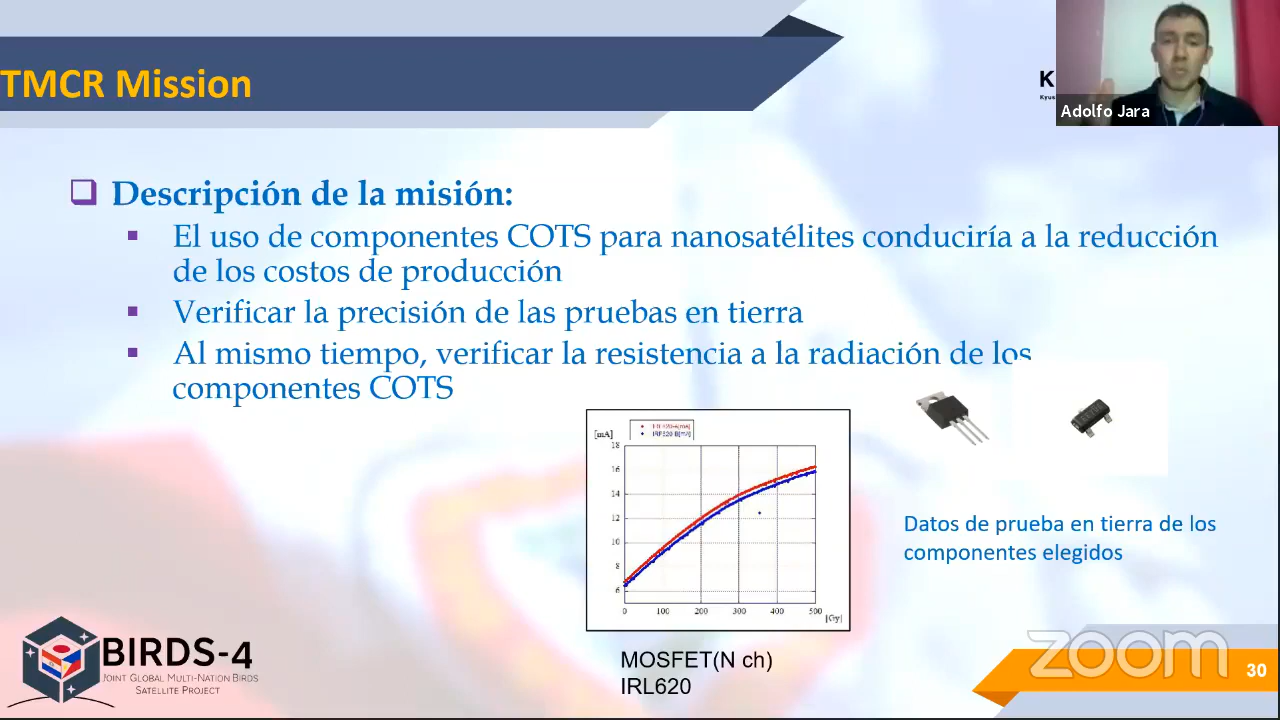 TMCR Mission
K
Kyus
Adolfo Jara
Descripción de la misión:
El uso de componentes COTS para nanosatélites conduciría a la reducción
de los costos de producción
Verificar la precisión de las pruebas en tierra
Al mismo tiempo, verificar la resistencia a la radiación de los
componentes COTS
[mA]
IRF620-B[mA]
18
16
14
12
10
8
6
0 100 200 300 400 500
[Gy]
MOSFET(N ch)
IRL620
Datos de prueba en tierra de los
componentes elegidos
BIRDS-4
JOINT GLOBAL MULTI-NATION BIRDS
SATELLITE PROJECT
zoom
30